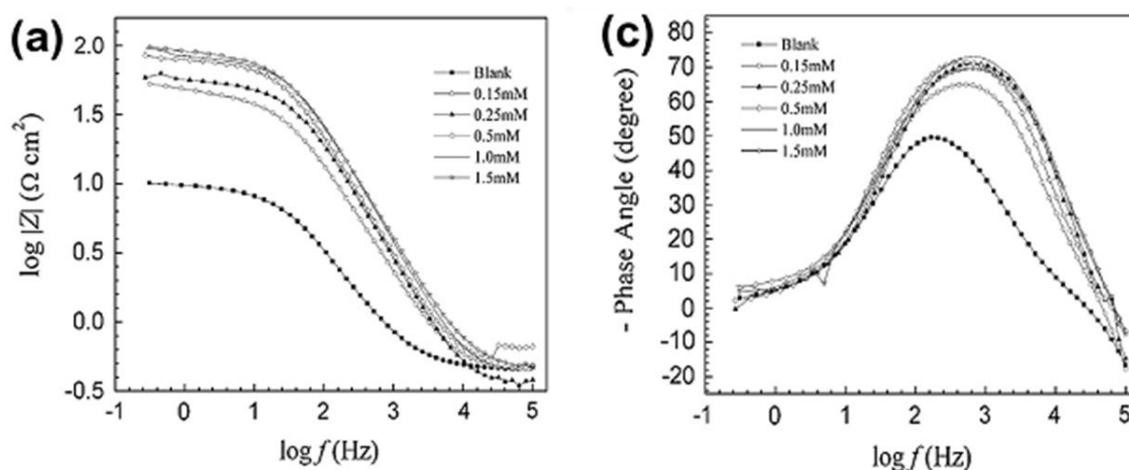 (a)
log |Z| (Ω cm²)
2.0
1.5
1.0
0.5
0.0
-0.5
-1
0
1
2
3
4
5
log f (Hz)
Blank
0.15mM
0.25mM
0.5mM
1.0mM
1.5mM
(c)
- Phase Angle (degree)
80
70
60
50
40
30
20
10
0
-10
-20
-1
0
1
2
3
4
5
log f (Hz)
Blank
0.15mM
0.25mM
0.5mM
1.0mM
1.5mM